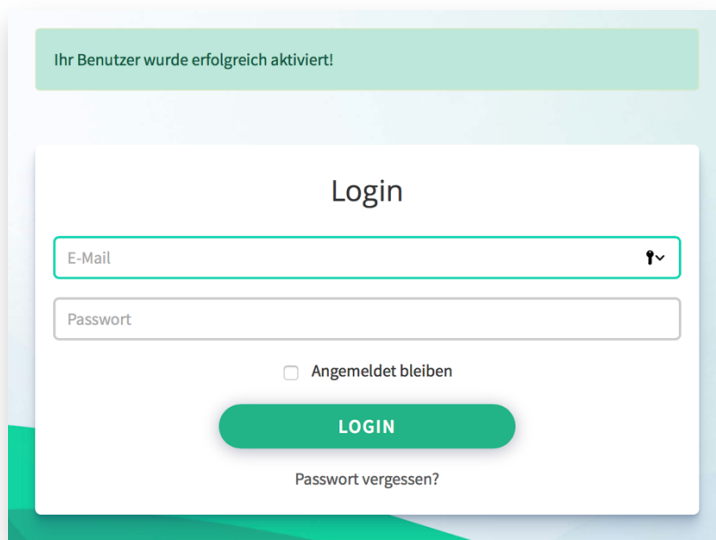 Ihr Benutzer wurde erfolgreich aktiviert!
Login
E-Mail
Passwort
Angemeldet bleiben
LOGIN
Passwort vergessen?